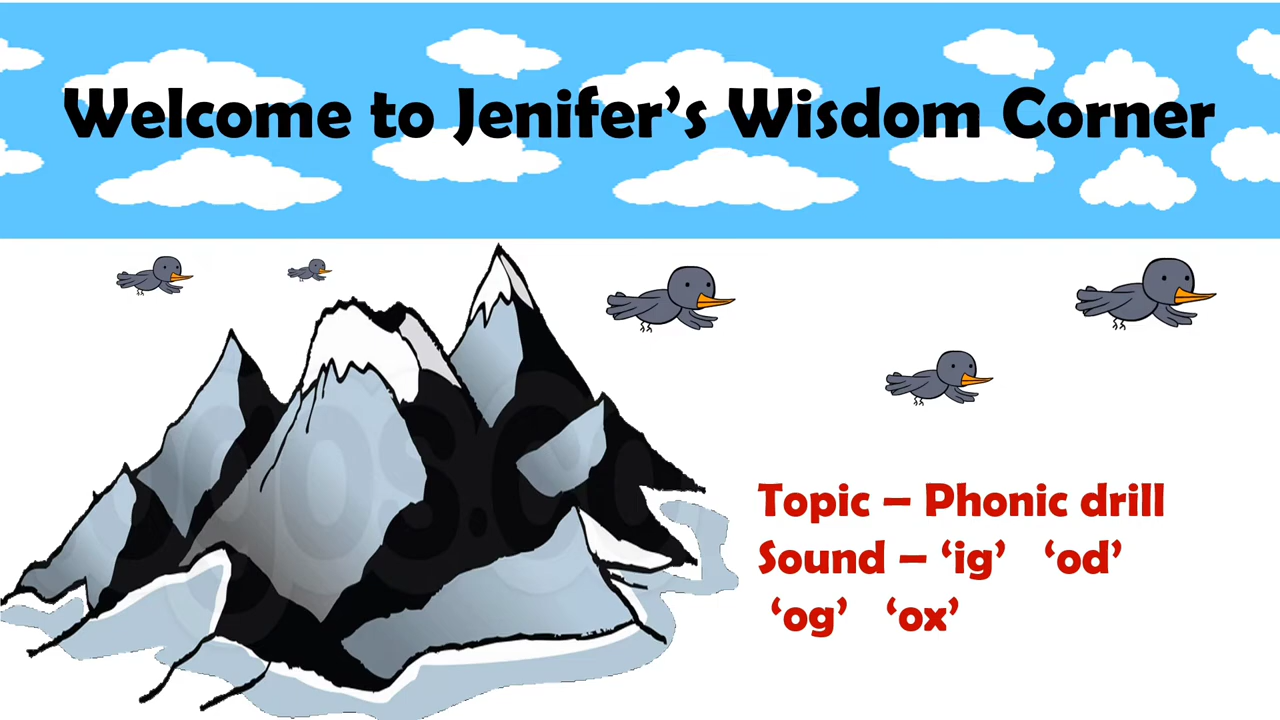 Welcome to Jenifer’s Wisdom Corner
Topic – Phonic drill
Sound – ‘ig’ ‘od’
‘og’ ‘ox’